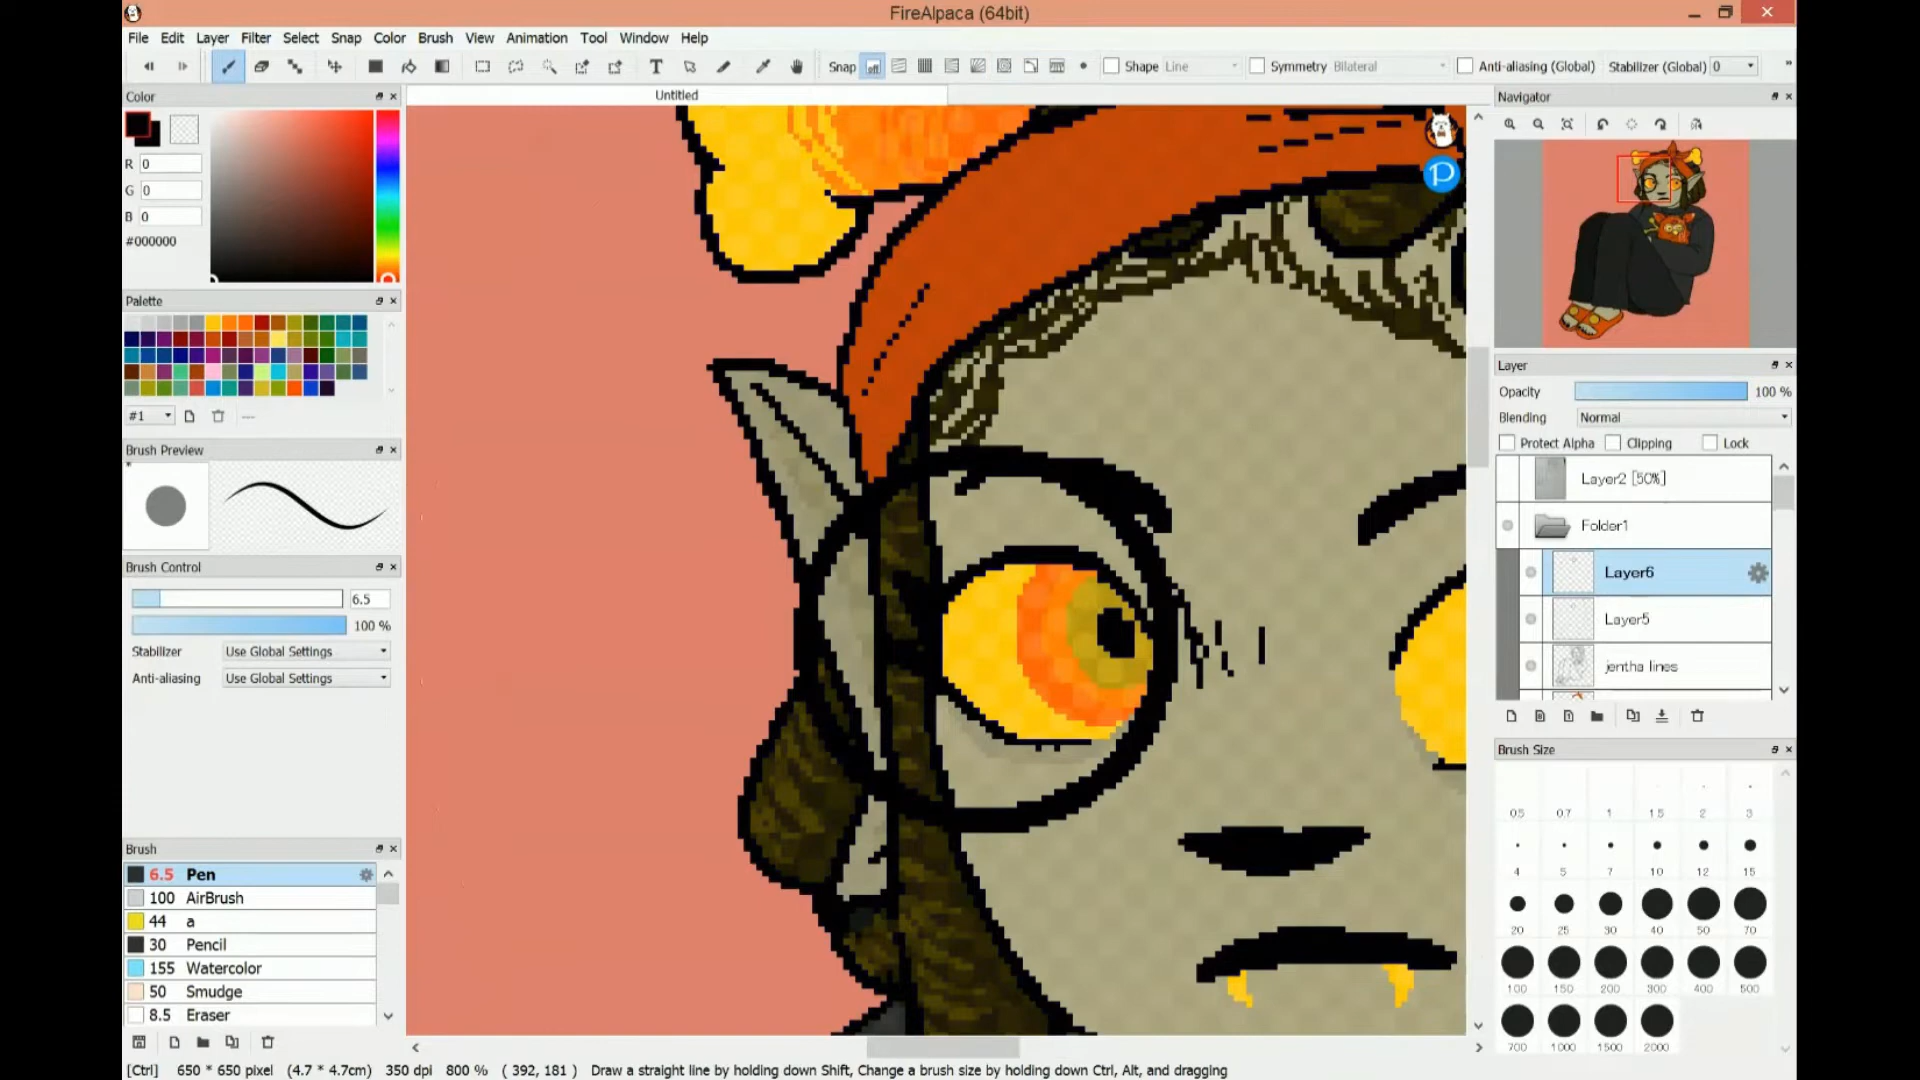 FireAlpaca (64bit)
File Edit Layer Filter Select Snap Color Brush View Animation Tool Window Help
Snap off Shape Line Symmetry Bilateral Anti-aliasing (Global) Stabilizer (Global) 0
Color
Untitled
Navigator
R 0
G 0
B 0
#000000
Palette
#1
Brush Preview
Brush Control
6.5
100 %
Stabilizer Use Global Settings
Anti-aliasing Use Global Settings
Brush
6.5 Pen
100 AirBrush
44 a
30 Pencil
155 Watercolor
50 Smudge
8.5 Eraser
P
Layer
Opacity 100 %
Blending Normal
Protect Alpha Clipping Lock
Layer2 [50%]
Folder1
Layer6
Layer5
jentha lines
Brush Size
0.5 0.7 1 1.5 2 3
4 5 7 10 12 15
20 25 30 40 50 70
100 150 200 300 400 500
700 1000 1500 2000
[Ctrl] 650 * 650 pixel (4.7 * 4.7cm) 350 dpi 800 % ( 392, 181 ) Draw a straight line by holding down Shift, Change a brush size by holding down Ctrl, Alt, and dragging